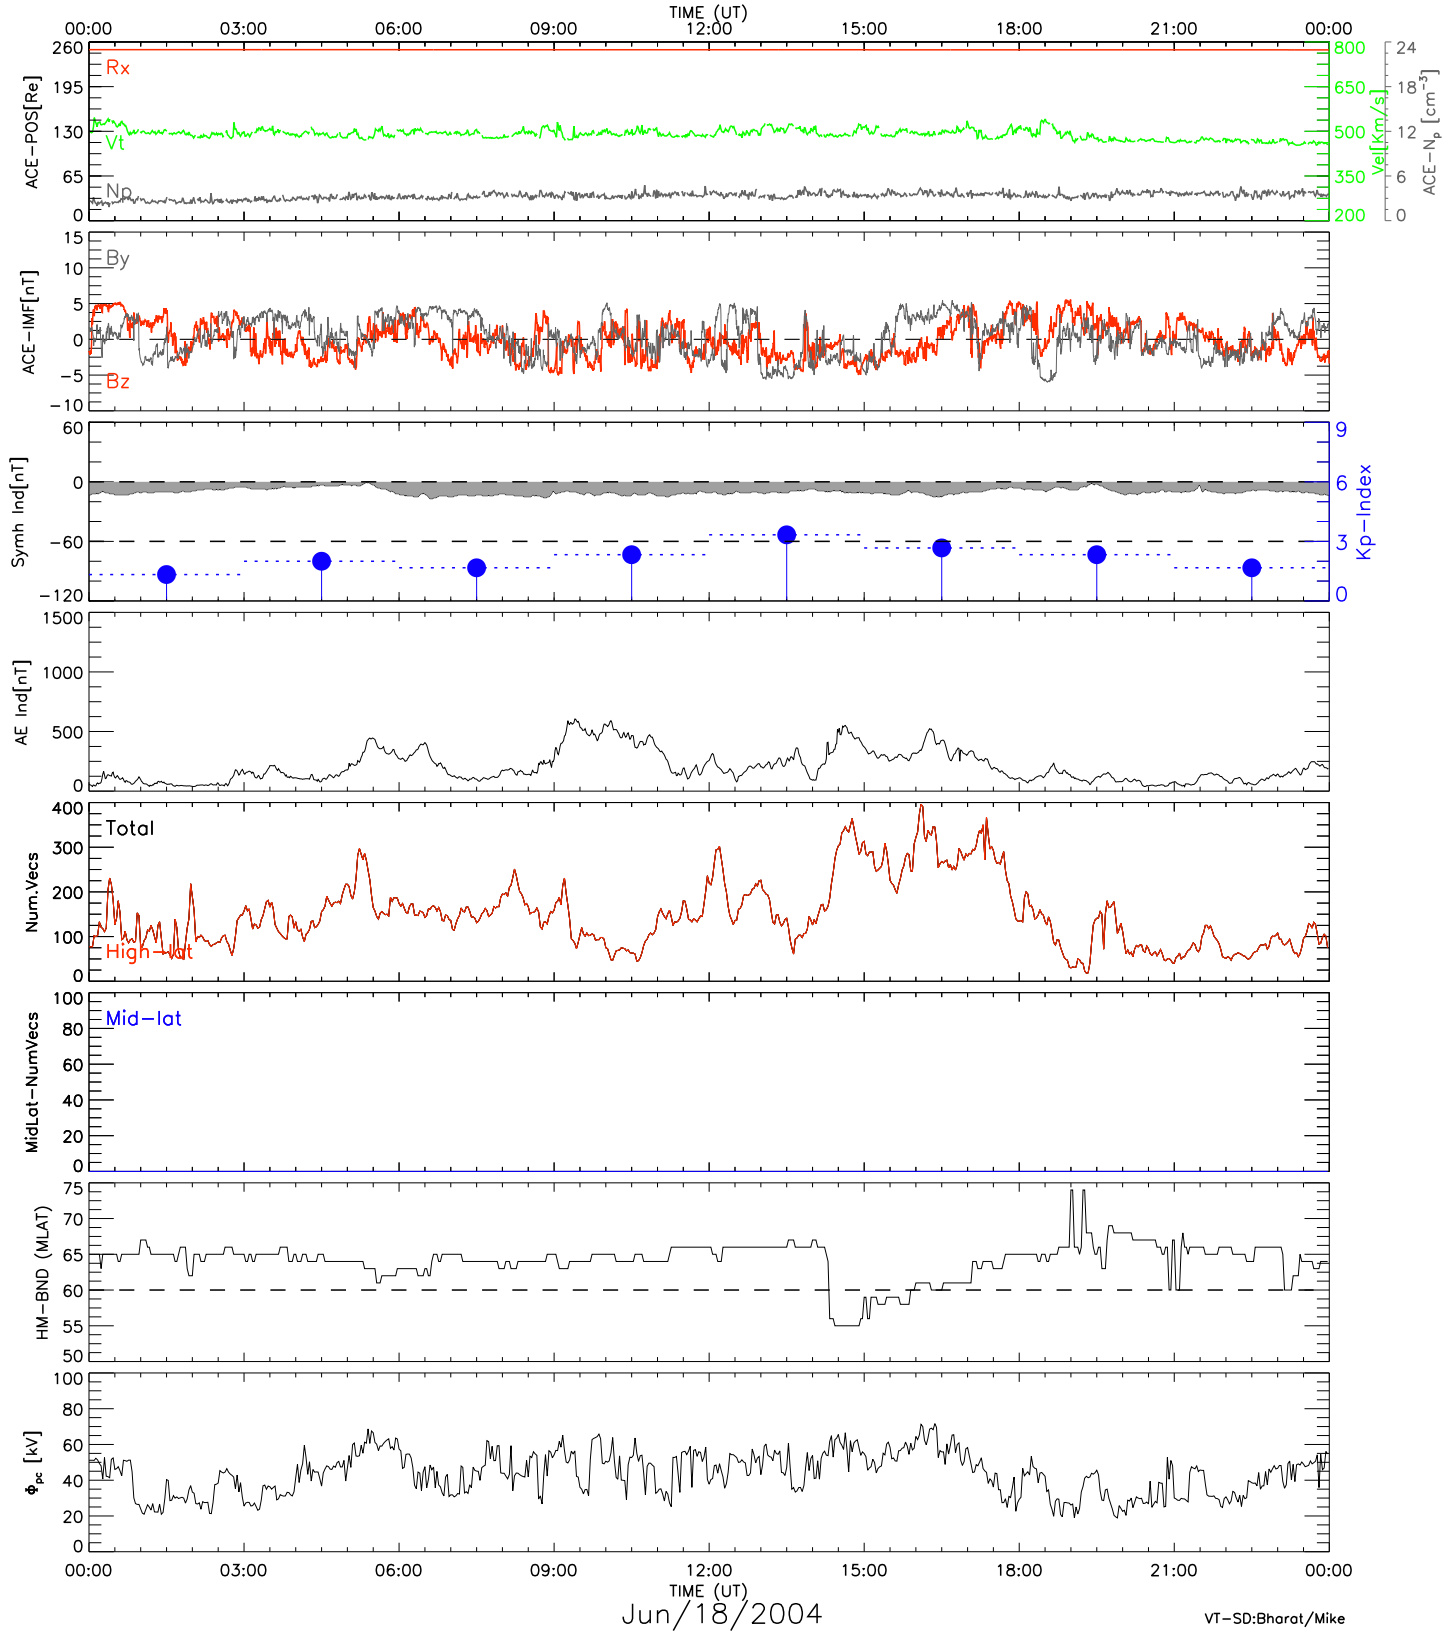 TIME (UT)
00:00 03:00 06:00 09:00 12:00 15:00 18:00 21:00 00:00
ACE-POS[Re]
260
195
130
65
0
Rx
Vt
Np
800
650
500
350
200
Vel[Km/s]
24
18
12
6
0
ACE-Np [cm-3]
ACE-IMF[nT]
15
10
5
0
-5
-10
By
Bz
Symh Ind[nT]
60
0
-60
-120
9
6
3
0
Kp-Index
AE Ind[nT]
1500
1000
500
0
Num.Vecs
400
300
200
100
0
Total
High-lat
MidLat-NumVecs
100
80
60
40
20
0
Mid-lat
HM-BND (MLAT)
75
70
65
60
55
50
Φpc [kV]
100
80
60
40
20
0
00:00 03:00 06:00 09:00 12:00 15:00 18:00 21:00 00:00
TIME (UT)
Jun/18/2004
VT-SD:Bharat/Mike